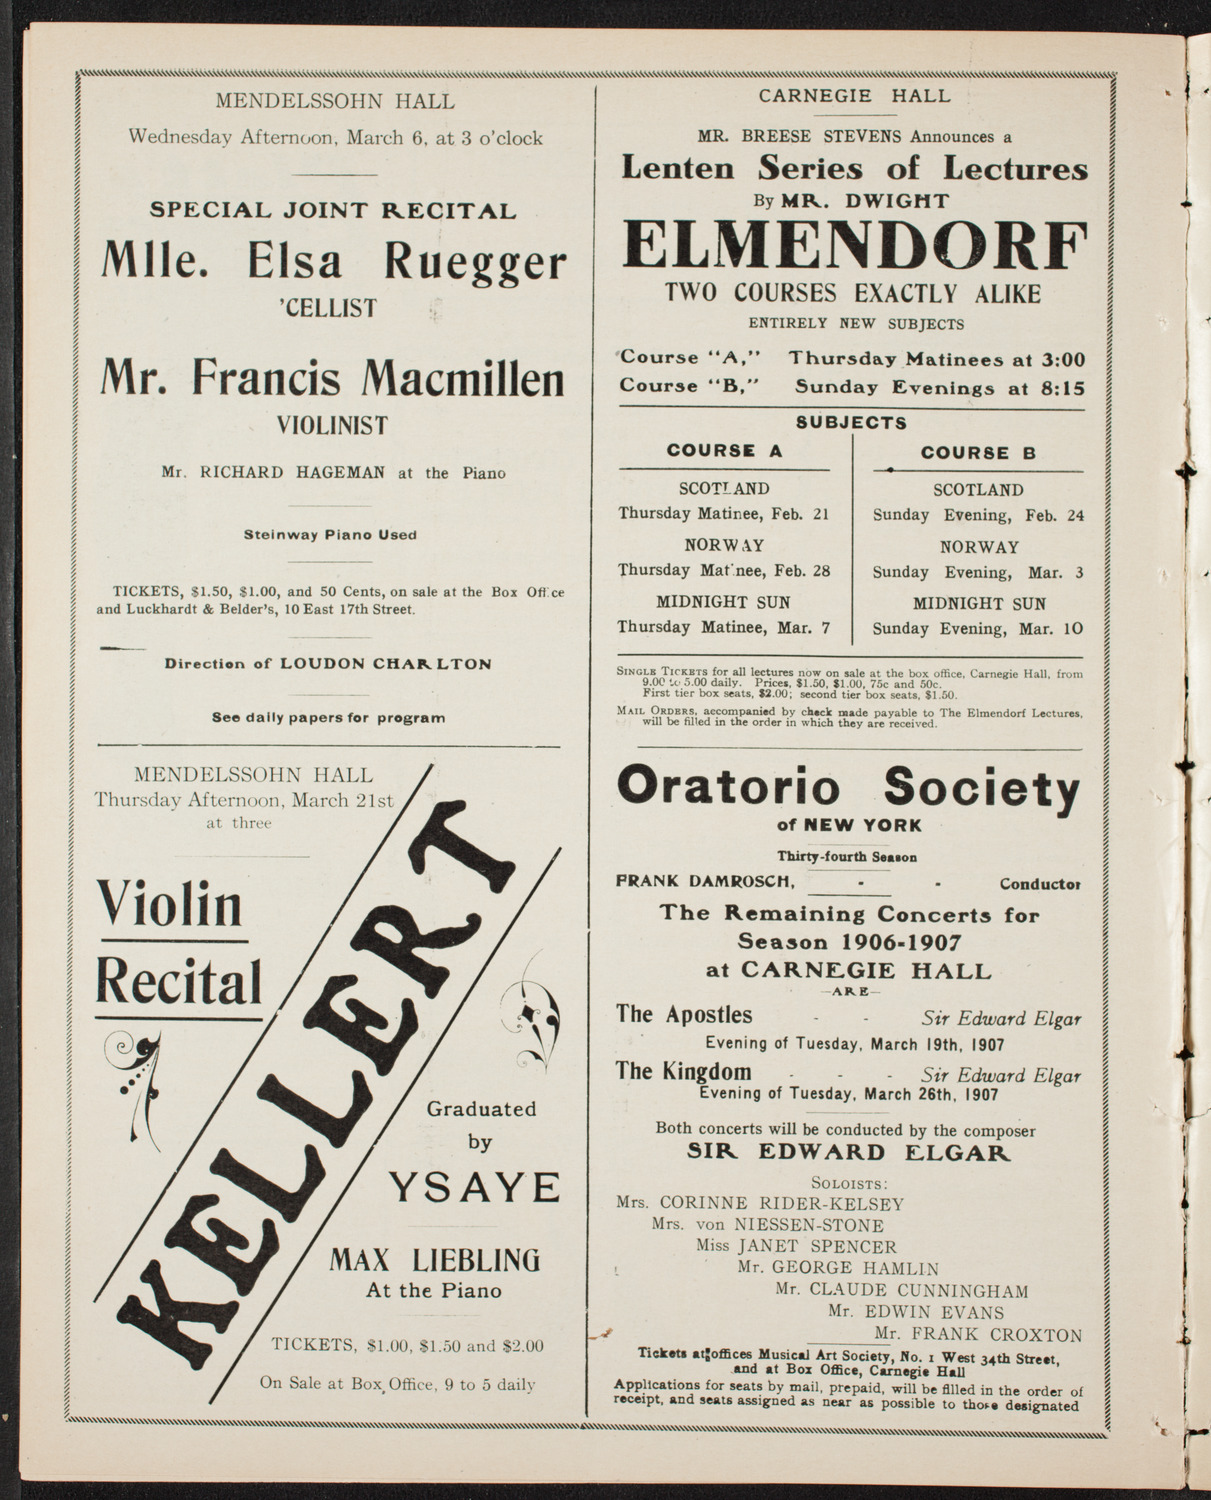 MENDELSSOHN HALL
Wednesday Afternoon, March 6, at 3 o'clock
SPECIAL JOINT RECITAL
Mlle. Elsa Ruegger
'CELLIST
Mr. Francis Macmillen
VIOLINIST
Mr. RICHARD HAGEMAN at the Piano
Steinway Piano Used
TICKETS, $1.50, $1.00, and 50 Cents, on sale at the Box Office
and Luckhardt & Belder's, 10 East 17th Street.
Direction of LOUDON CHARLTON
See daily papers for program
MENDELSSOHN HALL
Thursday Afternoon, March 21st
at three
Violin
Recital
KELLERT
Graduated
by
YSAYE
MAX LIEBLING
At the Piano
TICKETS, $1.00, $1.50 and $2.00
On Sale at Box Office, 9 to 5 daily
CARNEGIE HALL
MR. BREESE STEVENS Announces a
Lenten Series of Lectures
By MR. DWIGHT
ELMENDORF
TWO COURSES EXACTLY ALIKE
ENTIRELY NEW SUBJECTS
Course "A," Thursday Matinees at 3:00
Course "B," Sunday Evenings at 8:15
SUBJECTS
COURSE A
SCOTLAND
Thursday Matinee, Feb. 21
NORWAY
Thursday Matinee, Feb. 28
MIDNIGHT SUN
Thursday Matinee, Mar. 7
COURSE B
SCOTLAND
Sunday Evening, Feb. 24
NORWAY
Sunday Evening, Mar. 3
MIDNIGHT SUN
Sunday Evening, Mar. 10
SINGLE TICKETS for all lectures now on sale at the box office, Carnegie Hall, from
9.00 to 5.00 daily. Prices, $1.50, $1.00, 75c and 50c.
First tier box seats, $2.00; second tier box seats, $1.50.
MAIL ORDERS, accompanied by check made payable to The Elmendorf Lectures,
will be filled in the order in which they are received.
Oratorio Society
of NEW YORK
Thirty-fourth Season
FRANK DAMROSCH, - - Conductor
The Remaining Concerts for
Season 1906-1907
at CARNEGIE HALL
—ARE—
The Apostles - - Sir Edward Elgar
Evening of Tuesday, March 19th, 1907
The Kingdom - - - Sir Edward Elgar
Evening of Tuesday, March 26th, 1907
Both concerts will be conducted by the composer
SIR EDWARD ELGAR
SOLOISTS:
Mrs. CORINNE RIDER-KELSEY
Mrs. von NIESSEN-STONE
Miss JANET SPENCER
Mr. GEORGE HAMLIN
Mr. CLAUDE CUNNINGHAM
Mr. EDWIN EVANS
Mr. FRANK CROXTON
Tickets at offices Musical Art Society, No. 1 West 34th Street,
and at Box Office, Carnegie Hall
Applications for seats by mail, prepaid, will be filled in the order of
receipt, and seats assigned as near as possible to those designated